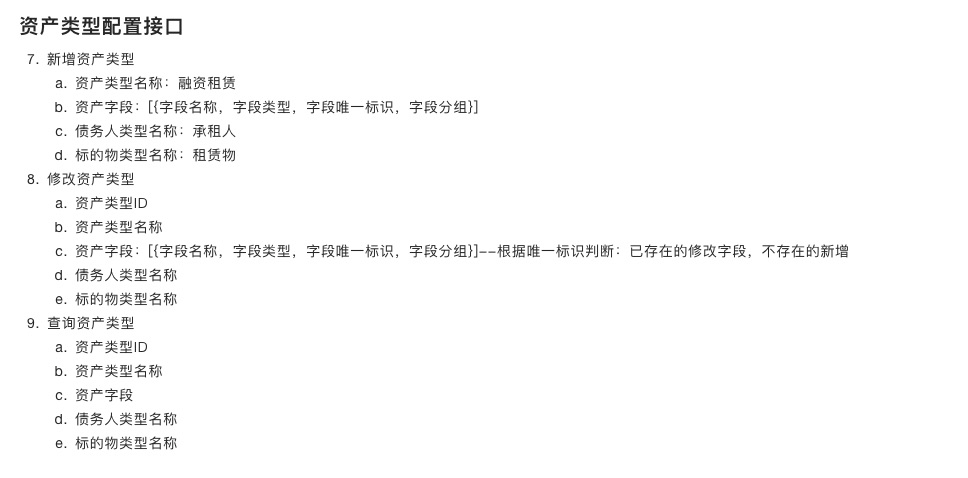 资产类型配置接口
7. 新增资产类型
a. 资产类型名称：融资租赁
b. 资产字段：[{字段名称，字段类型，字段唯一标识，字段分组}]
c. 债务人类型名称：承租人
d. 标的物类型名称：租赁物
8. 修改资产类型
a. 资产类型ID
b. 资产类型名称
c. 资产字段：[{字段名称，字段类型，字段唯一标识，字段分组}]--根据唯一标识判断：已存在的修改字段，不存在的新增
d. 债务人类型名称
e. 标的物类型名称
9. 查询资产类型
a. 资产类型ID
b. 资产类型名称
c. 资产字段
d. 债务人类型名称
e. 标的物类型名称